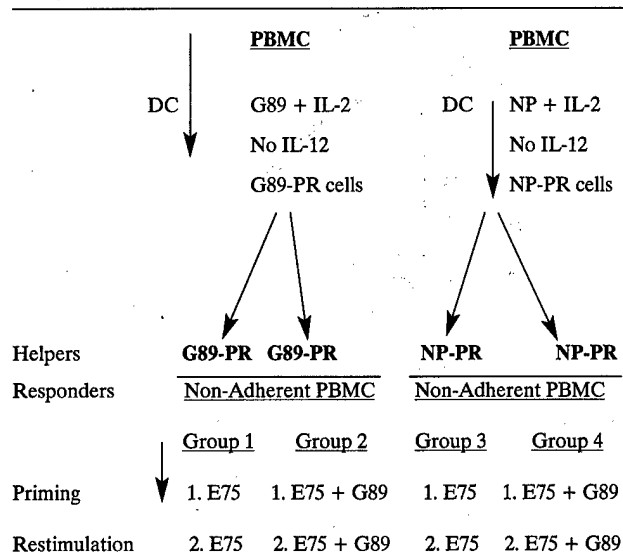 PBMC PBMC
DC G89 + IL-2 DC NP + IL-2
No IL-12 No IL-12
G89-PR cells NP-PR cells
Helpers G89-PR G89-PR NP-PR NP-PR
Responders Non-Adherent PBMC Non-Adherent PBMC
Group 1 Group 2 Group 3 Group 4
Priming 1. E75 1. E75 + G89 1. E75 1. E75 + G89
Restimulation 2. E75 2. E75 + G89 2. E75 2. E75 + G89